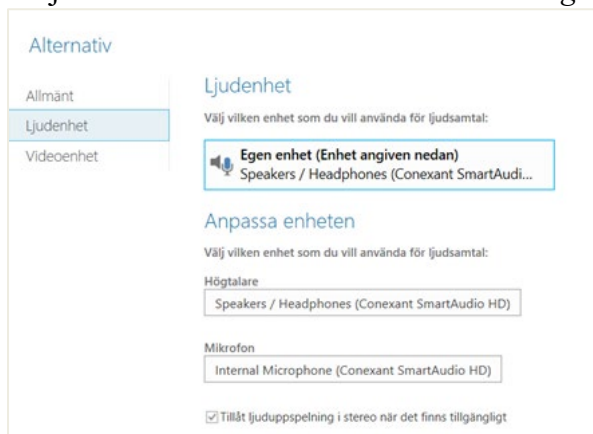 Alternativ
Allmänt
Ljudenhet
Videoenhet
Ljudenhet
Välj vilken enhet som du vill använda för ljudsamtal:
Egen enhet (Enhet angiven nedan)
Speakers / Headphones (Conexant SmartAudi...
Anpassa enheten
Välj vilken enhet som du vill använda för ljudsamtal:
Högtalare
Speakers / Headphones (Conexant SmartAudio HD)
Mikrofon
Internal Microphone (Conexant SmartAudio HD)
Tillåt ljuduppspelning i stereo när det finns tillgängligt